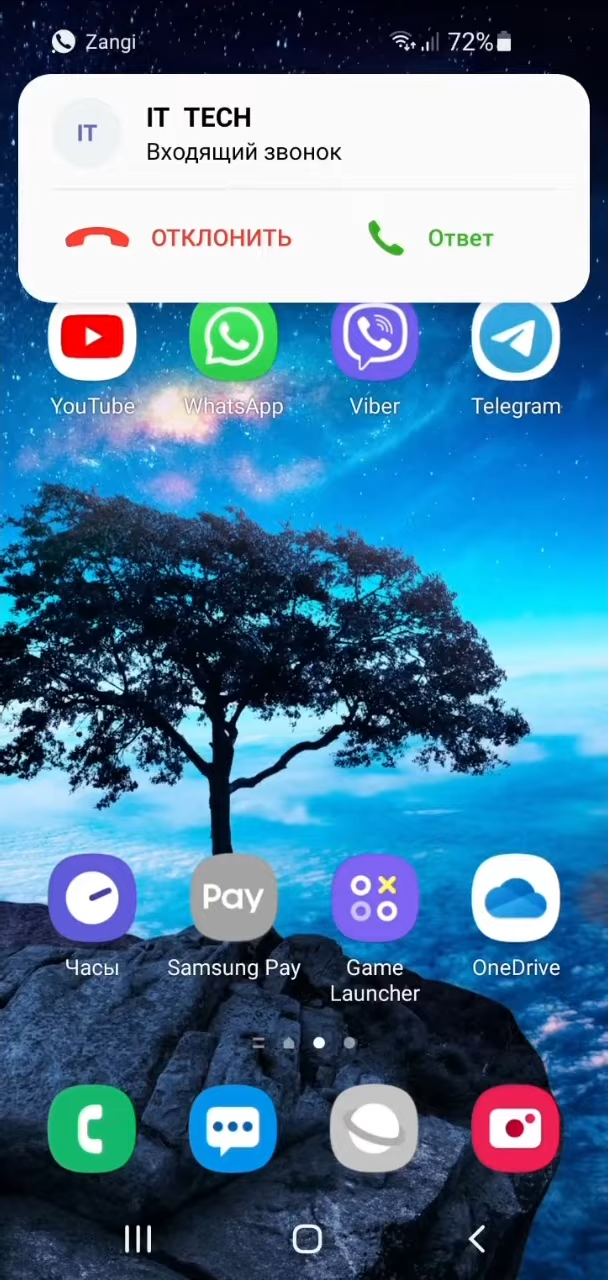 Zangi
72%
IT
IT TECH
Входящий звонок
ОТКЛОНИТЬ
Ответ
YouTube
WhatsApp
Viber
Telegram
Pay
Часы
Samsung Pay
Game
Launcher
OneDrive